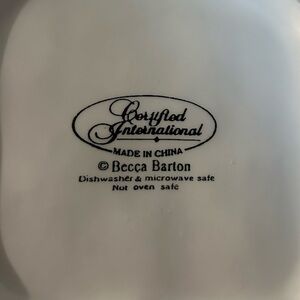 Certified
International
MADE IN CHINA
© Becca Barton
Dishwasher & microwave safe
Not oven safe